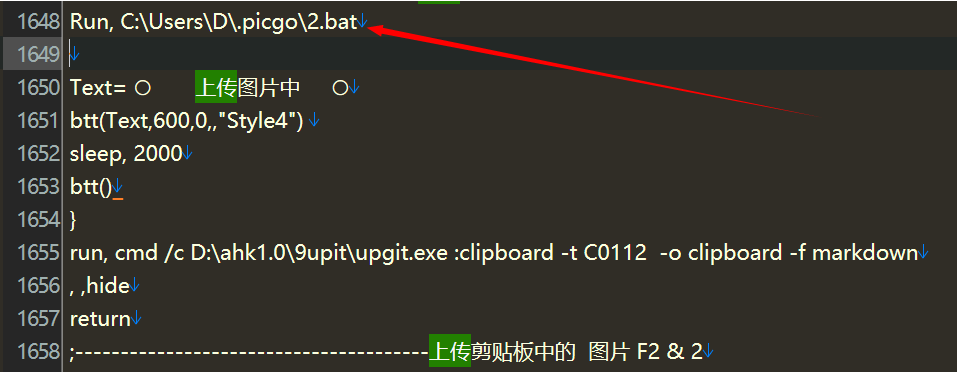 1648 Run, C:\Users\D\.picgo\2.bat↓
1649 ↓
1650 Text= ○ 上传图片中 ○↓
1651 btt(Text,600,0,,"Style4") ↓
1652 sleep, 2000↓
1653 btt()↓
1654 }
1655 run, cmd /c D:\ahk1.0\9upit\upgit.exe :clipboard -t C0112 -o clipboard -f markdown↓
1656 , ,hide↓
1657 return↓
1658 ;---------------------------------------上传剪贴板中的 图片 F2 & 2↓